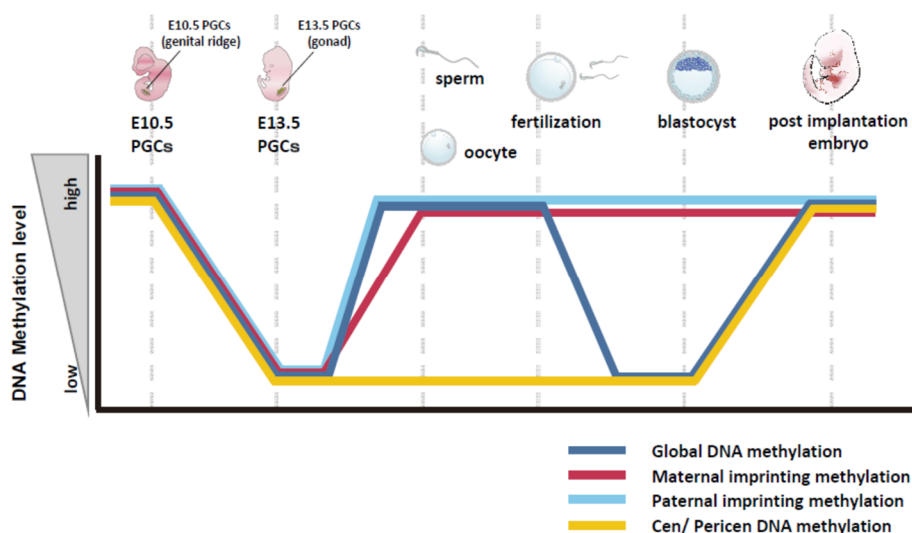 E10.5 PGCs
(genital ridge)
E13.5 PGCs
(gonad)
E10.5
PGCs
E13.5
PGCs
sperm
oocyte
fertilization
blastocyst
post implantation
embryo
DNA Methylation level
high
low
Global DNA methylation
Maternal imprinting methylation
Paternal imprinting methylation
Cen/ Pericen DNA methylation